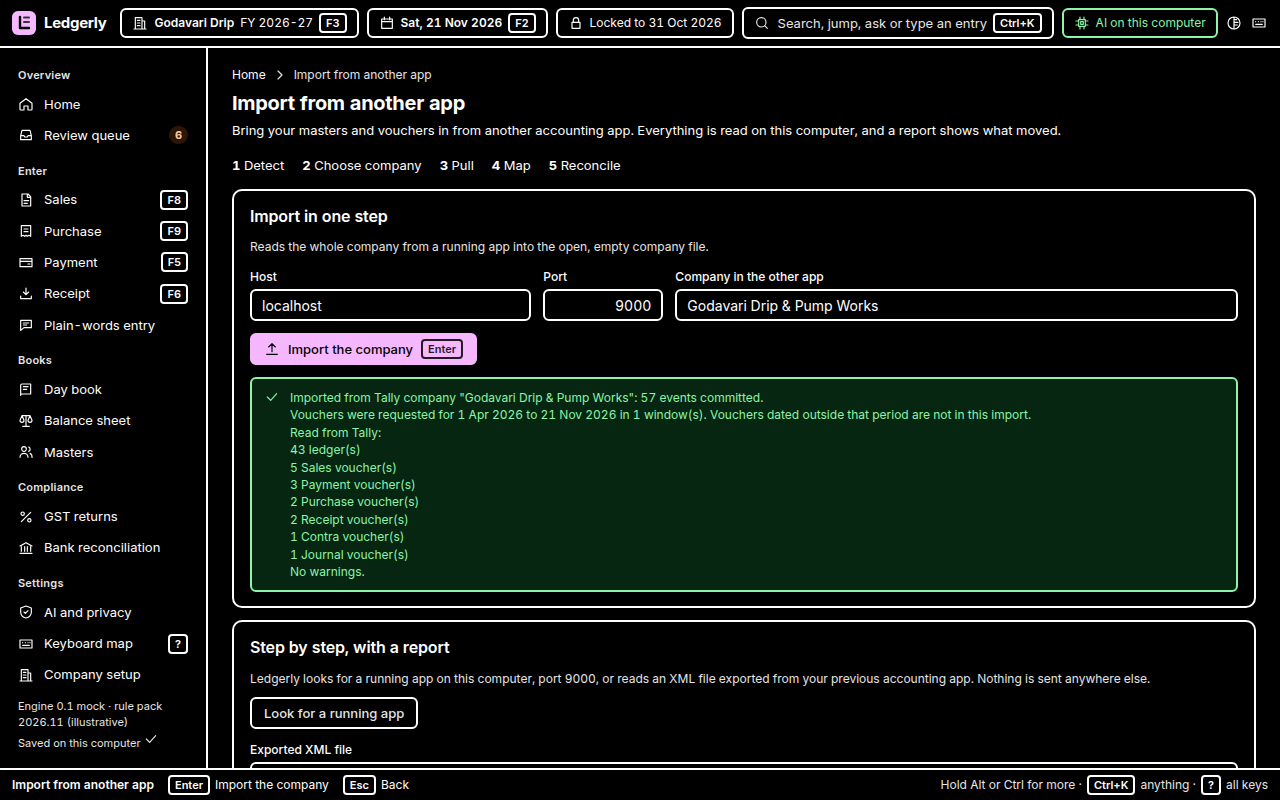 Ledgerly
Godavari Drip FY 2026-27 F3
Sat, 21 Nov 2026 F2
Locked to 31 Oct 2026
Search, jump, ask or type an entry Ctrl+K
AI on this computer
Overview
Home
Review queue 6
Enter
Sales F8
Purchase F9
Payment F5
Receipt F6
Plain-words entry
Books
Day book
Balance sheet
Masters
Compliance
GST returns
Bank reconciliation
Settings
AI and privacy
Keyboard map ?
Company setup
Engine 0.1 mock · rule pack
2026.11 (illustrative)
Saved on this computer
Home Import from another app
Import from another app
Bring your masters and vouchers in from another accounting app. Everything is read on this computer, and a report shows what moved.
1 Detect 2 Choose company 3 Pull 4 Map 5 Reconcile
Import in one step
Reads the whole company from a running app into the open, empty company file.
Host Port Company in the other app
localhost 9000 Godavari Drip & Pump Works
Import the company Enter
Imported from Tally company "Godavari Drip & Pump Works": 57 events committed.
Vouchers were requested for 1 Apr 2026 to 21 Nov 2026 in 1 window(s). Vouchers dated outside that period are not in this import.
Read from Tally:
43 ledger(s)
5 Sales voucher(s)
3 Payment voucher(s)
2 Purchase voucher(s)
2 Receipt voucher(s)
1 Contra voucher(s)
1 Journal voucher(s)
No warnings.
Step by step, with a report
Ledgerly looks for a running app on this computer, port 9000, or reads an XML file exported from your previous accounting app. Nothing is sent anywhere else.
Look for a running app
Exported XML file
Import from another app Enter Import the company Esc Back
Hold Alt or Ctrl for more · Ctrl+K anything · ? all keys